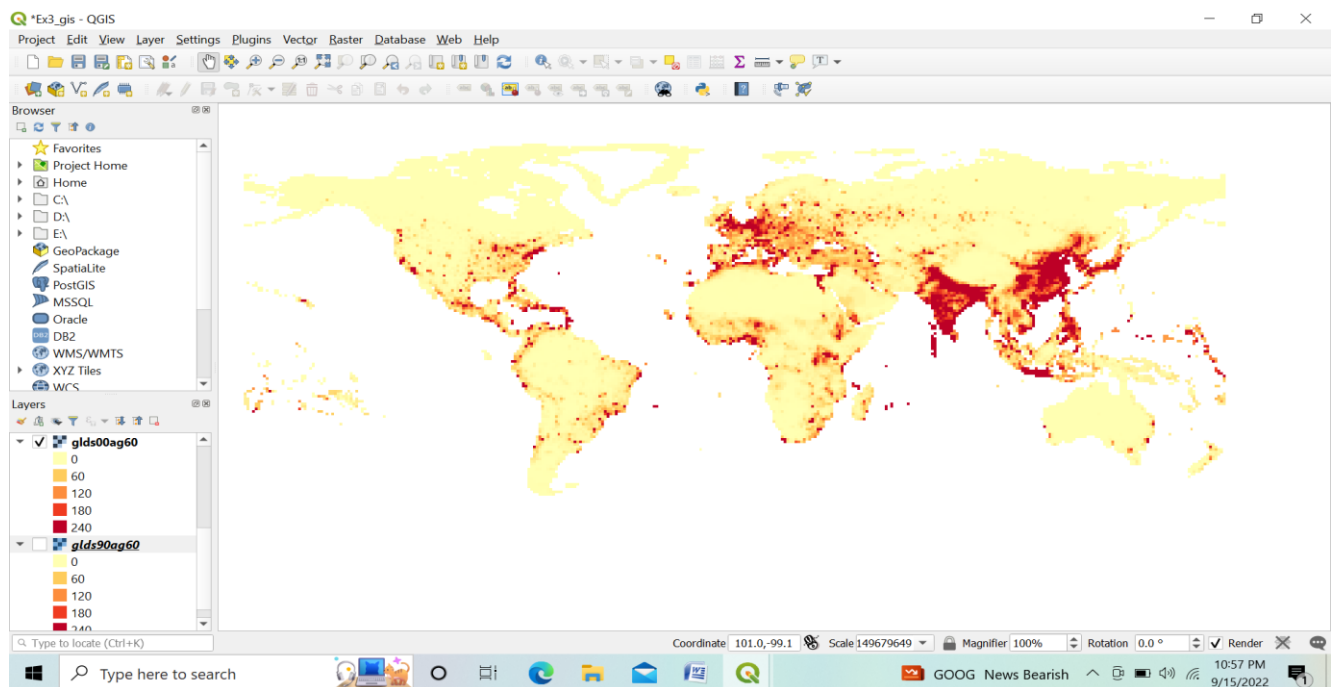 *Ex3_gis - QGIS
Project Edit View Layer Settings Plugins Vector Raster Database Web Help
Browser
Favorites
Project Home
Home
C:\
D:\
E:\
GeoPackage
SpatiaLite
PostGIS
MSSQL
Oracle
DB2
WMS/WMTS
XYZ Tiles
WCS
Layers
glds00ag60
0
60
120
180
240
glds90ag60
0
60
120
180
240
Type to locate (Ctrl+K)
Coordinate 101.0,-99.1 Scale 149679649 Magnifier 100% Rotation 0.0 ° Render
Type here to search
GOOG News Bearish
10:57 PM
9/15/2022
1